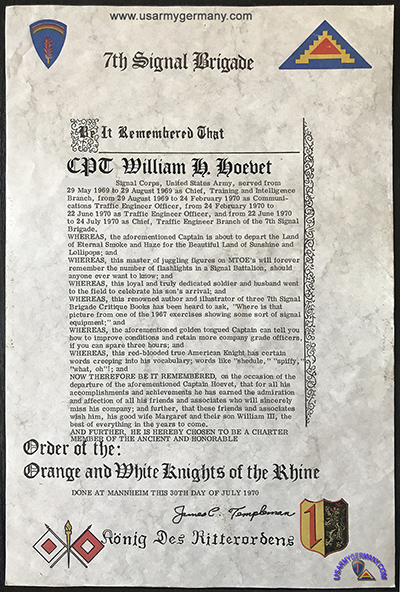 www.usarmygermany.com
7th Signal Brigade
Be It Remembered That
CPT William H. Hoevet
Signal Corps, United States Army, served from
29 May 1969 to 29 August 1969 as Chief, Training and Intelligence
Branch, from 29 August 1969 to 24 February 1970 as Communi-
cations Traffic Engineer Officer, from 24 February 1970 to
22 June 1970 as Traffic Engineer Officer, and from 22 June 1970
to 24 July 1970 as Chief, Traffic Engineer Branch of the 7th Signal
Brigade.
WHEREAS, the aforementioned Captain is about to depart the Land
of Eternal Smoke and Haze for the Beautiful Land of Sunshine and
Lollipops; and
WHEREAS, this master of juggling figures on MTOE's will forever
remember the number of flashlights in a Signal Battalion, should
anyone ever want to know; and
WHEREAS, this loyal and truly dedicated soldier and husband went
to the field to celebrate his son's arrival; and
WHEREAS, this renowned author and illustrator of three 7th Signal
Brigade Critique Books has been heard to ask, "Where is that
picture from one of the 1967 exercises showing some sort of signal
equipment;" and
WHEREAS, the aforementioned golden tongued Captain can tell you
how to improve conditions and retain more company grade officers,
if you can spare three hours; and
WHEREAS, this red-blooded true American Knight has certain
words creeping into his vocabulary; words like "shedule," "spiffy,"
"what, oh"!; and
NOW THEREFORE BE IT REMEMBERED, on the occasion of the
departure of the aforementioned Captain Hoevet, that for all his
accomplishments and achievements he has earned the admiration
and affection of all his friends and associates who will sincerely
miss his company; and further, that these friends and associates
wish him, his good wife Margaret and their son William III, the
best of everything in the years to come.
AND FURTHER, HE IS HEREBY CHOSEN TO BE A CHARTER
MEMBER OF THE ANCIENT AND HONORABLE
Order of the:
Orange and White Knights of the Rhine
DONE AT MANNHEIM THIS 30TH DAY OF JULY 1970
James C. Templeman
König Des Ritterordens
USARMYGERMANY.COM